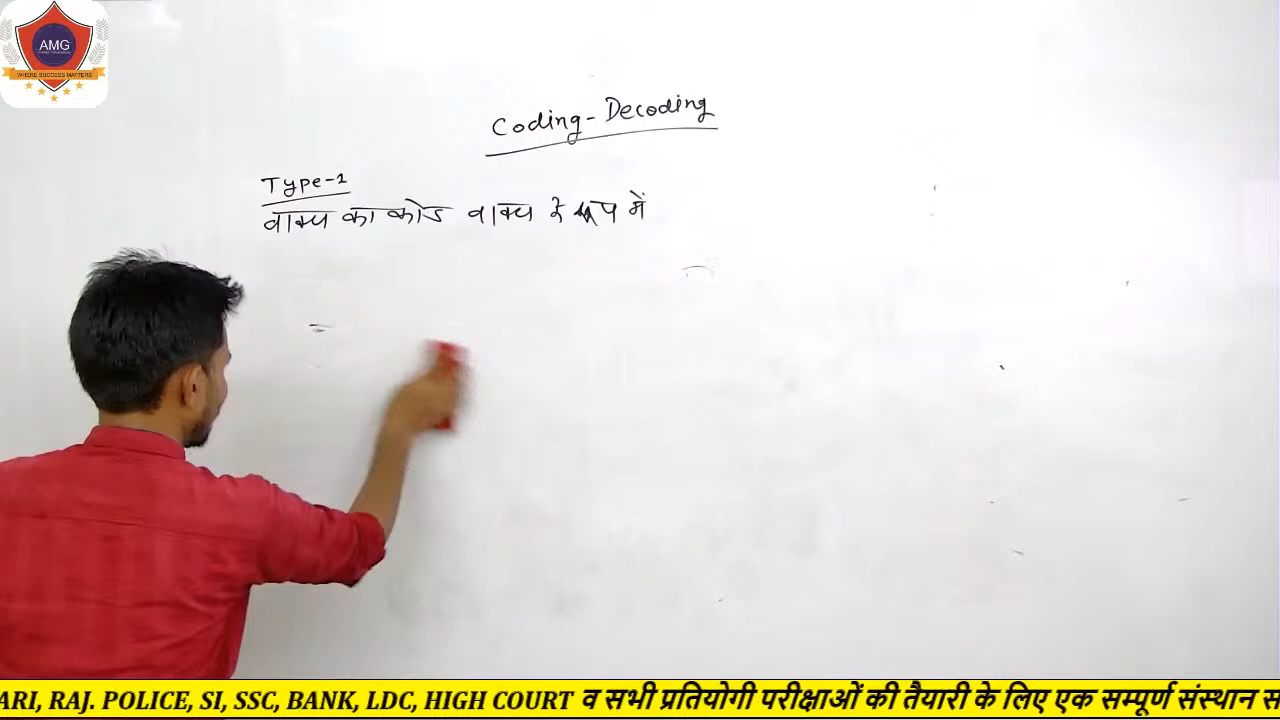 AMG
WHERE SUCCESS MATTERS
Coding-Decoding
Type-1
वाक्य का कोड वाक्य के रूप में
ARI, RAJ. POLICE, SI, SSC, BANK, LDC, HIGH COURT व सभी प्रतियोगी परीक्षाओं की तैयारी के लिए एक सम्पूर्ण संस्थान स